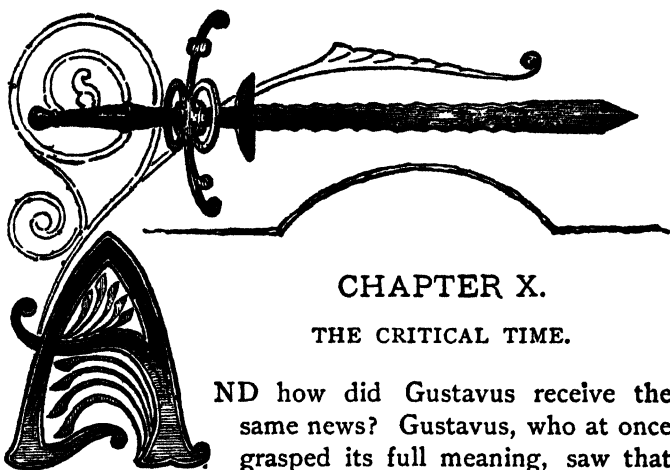 CHAPTER X.
THE CRITICAL TIME.
AND how did Gustavus receive the
same news? Gustavus, who at once
grasped its full meaning, saw that